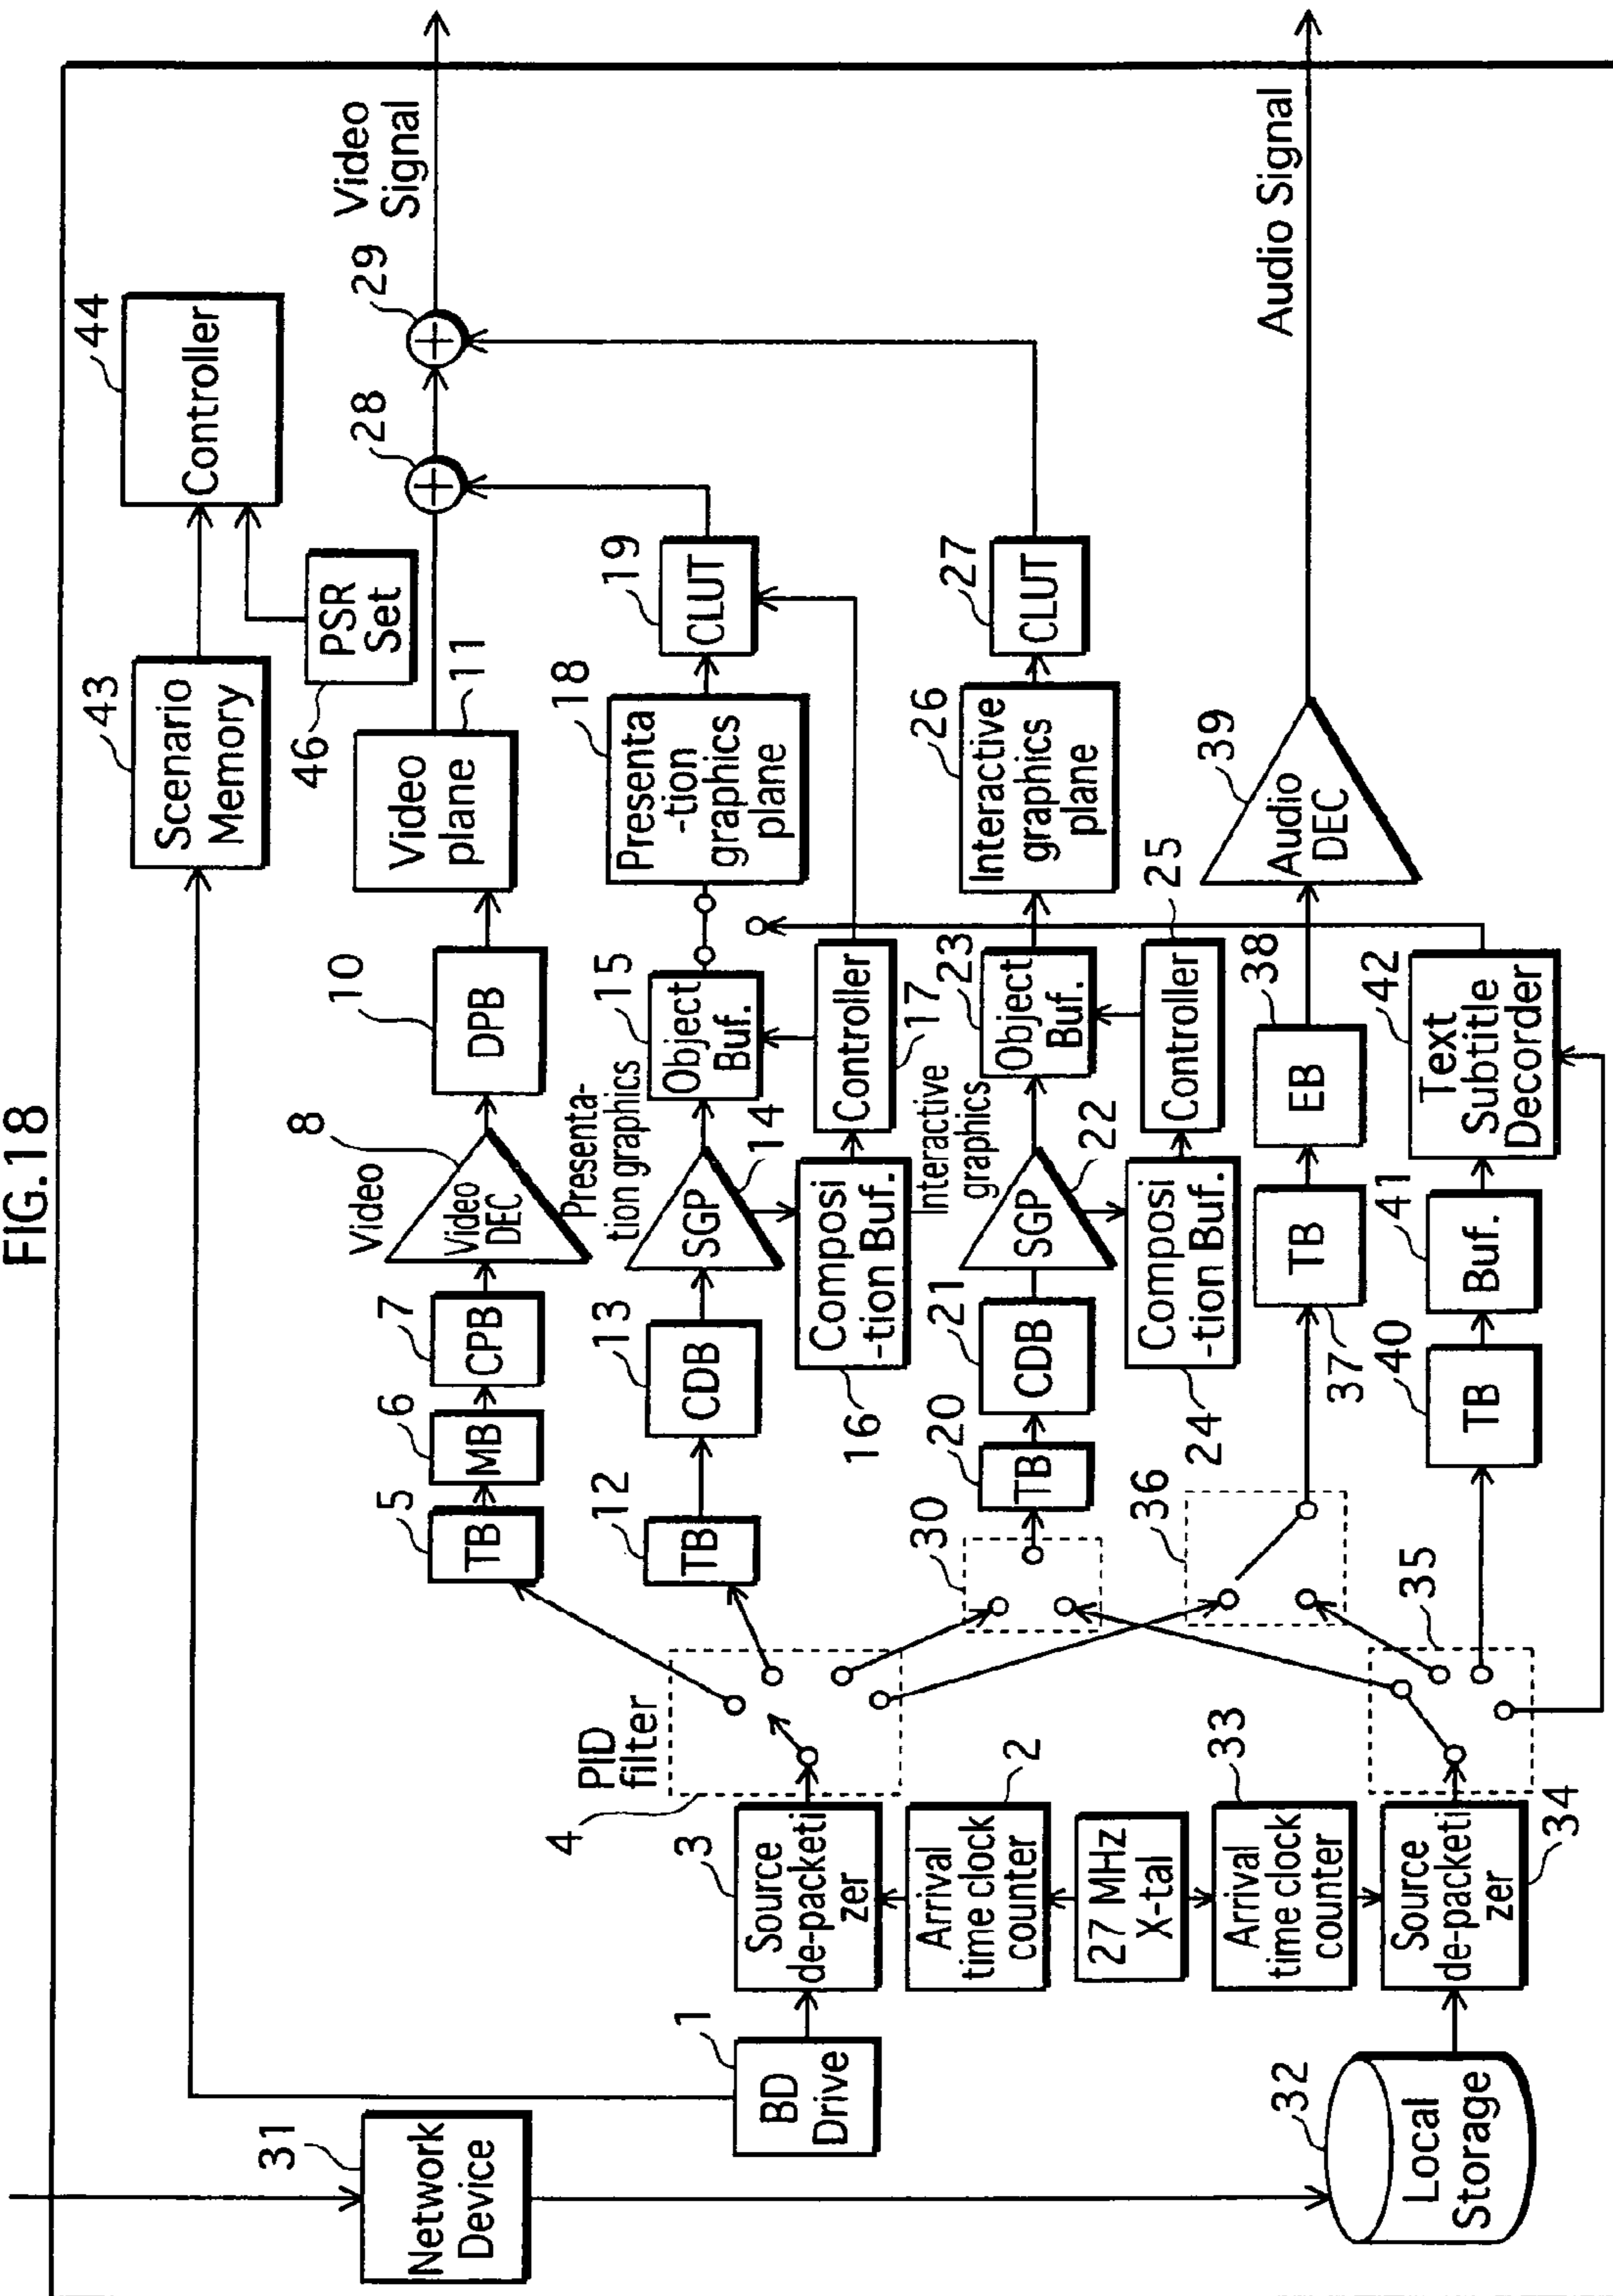 FIG.18
44
Controller
43
Scenario
Memory
46
PSR
Set
Video
Signal
29
28
11
Video
plane
10
DPB
8
Video
Video
DEC
7
CPB
6
MB
5
TB
Presenta-
tion graphics
19
CLUT
18
Presenta
-tion
graphics
plane
15
Object
Buf.
14
SGP
13
CDB
12
TB
17
Controller
16
Composi
-tion Buf.
Interactive
graphics
27
CLUT
26
Interactive
graphics
plane
23
Object
Buf.
22
SGP
21
CDB
20
TB
30
25
Controller
24
Composi
-tion Buf.
Audio Signal
39
Audio
DEC
38
EB
37
TB
36
42
Text
Subtitle
Decorder
41
Buf.
40
TB
35
PID
filter
4
3
Source
de-packeti
zer
2
Arrival
time clock
counter
27 MHz
X-tal
33
Arrival
time clock
counter
34
Source
de-packeti
zer
1
BD
Drive
31
Network
Device
32
Local
Storage